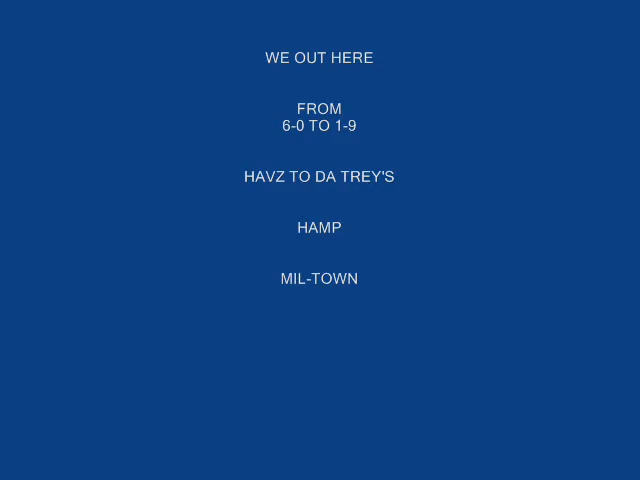 WE OUT HERE
FROM
6-0 TO 1-9
HAVZ TO DA TREY'S
HAMP
MIL-TOWN